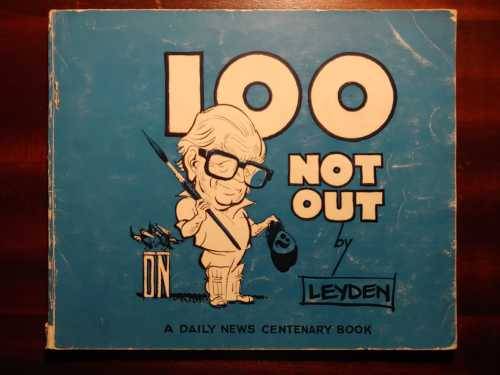 100
NOT
OUT
by
LEYDEN
DN
A DAILY NEWS CENTENARY BOOK